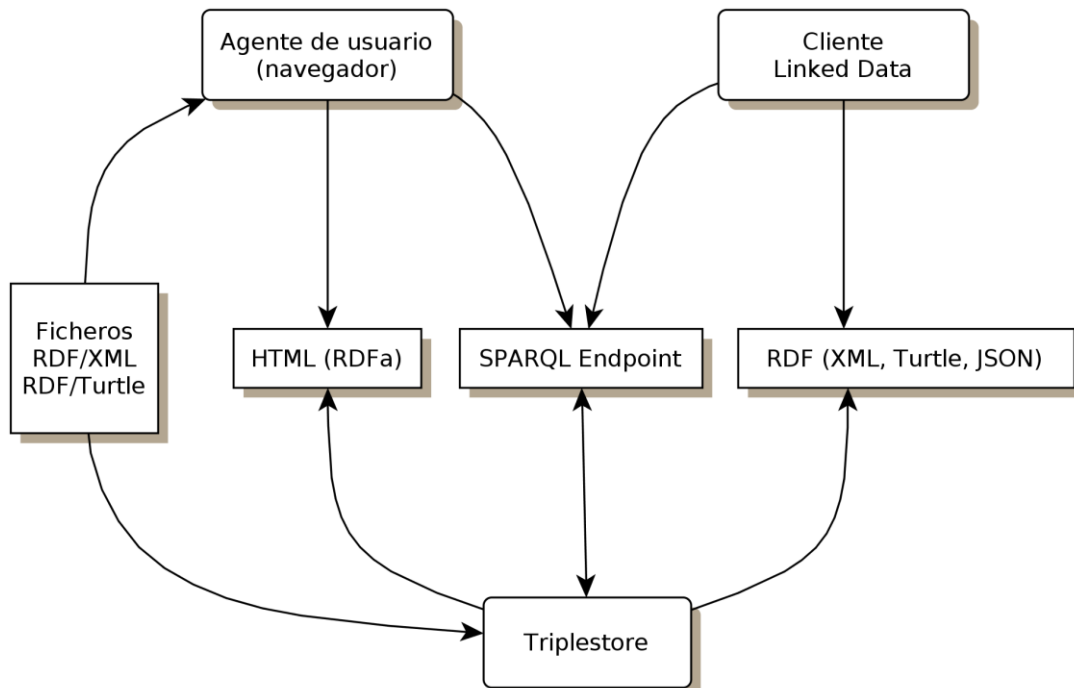 Agente de usuario
(navegador)
Cliente
Linked Data
Ficheros
RDF/XML
RDF/Turtle
HTML (RDFa)
SPARQL Endpoint
RDF (XML, Turtle, JSON)
Triplestore